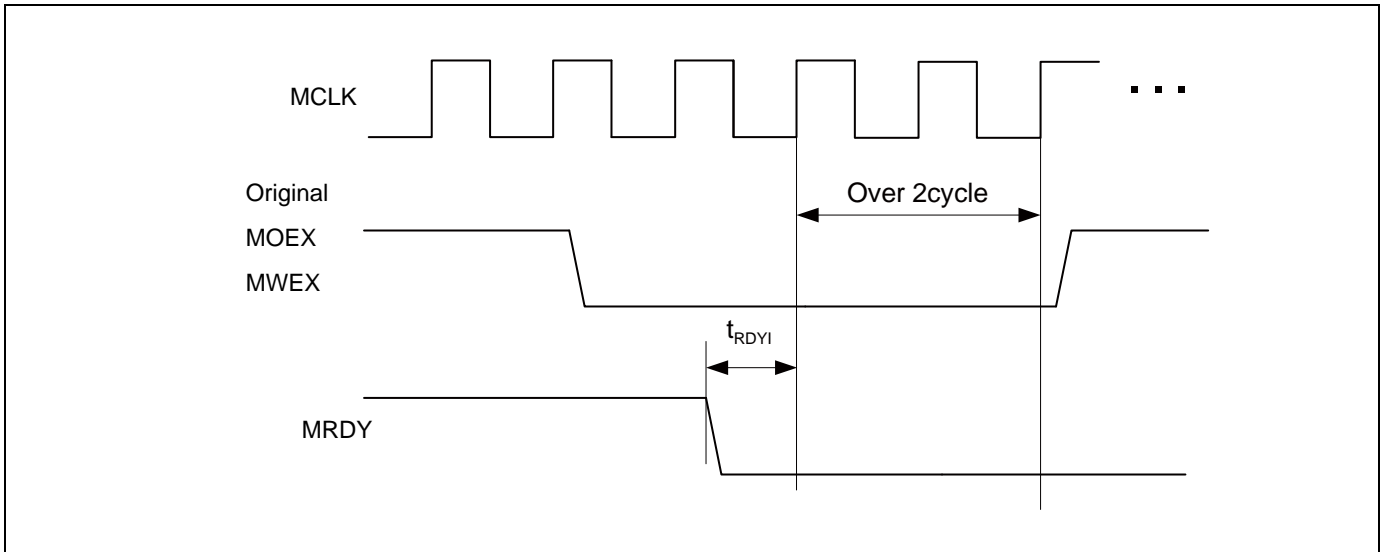 MCLK
Original
Over 2cycle
MOEX
MWEX
tRDYI
MRDY